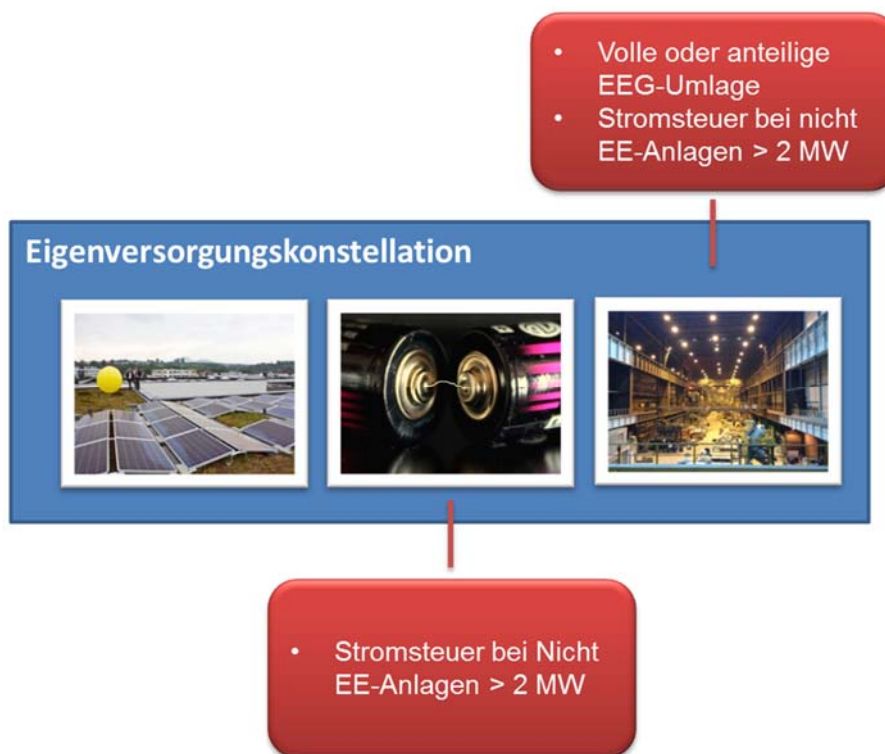 • Volle oder anteilige
EEG-Umlage
• Stromsteuer bei nicht
EE-Anlagen > 2 MW
Eigenversorgungskonstellation
• Stromsteuer bei Nicht
EE-Anlagen > 2 MW